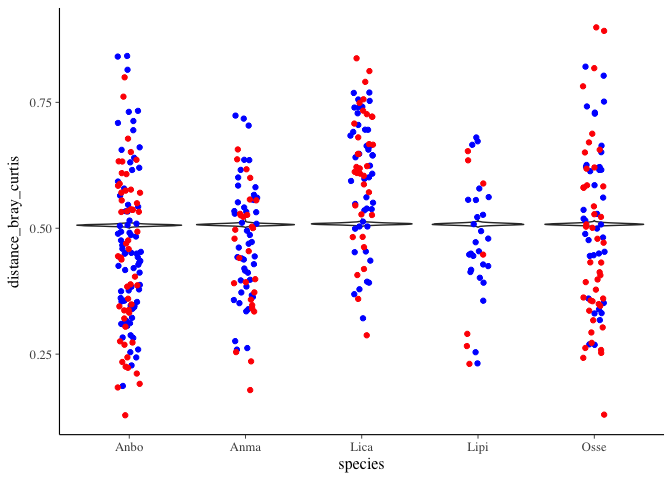 0.75
0.50
0.25
distance_bray_curtis
Anbo Anma Lica Lipi Osse
species